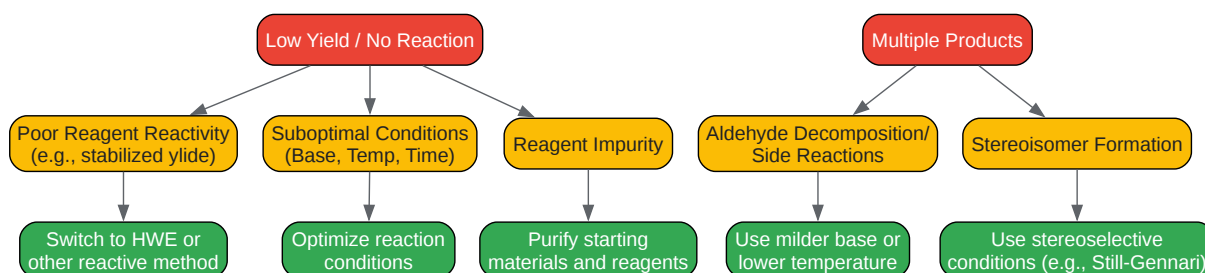 Low Yield / No Reaction
Multiple Products
Poor Reagent Reactivity
(e.g., stabilized ylide)
Suboptimal Conditions
(Base, Temp, Time)
Reagent Impurity
Aldehyde Decomposition/
Side Reactions
Stereoisomer Formation
Switch to HWE or
other reactive method
Optimize reaction
conditions
Purify starting
materials and reagents
Use milder base or
lower temperature
Use stereoselective
conditions (e.g., Still-Gennari)